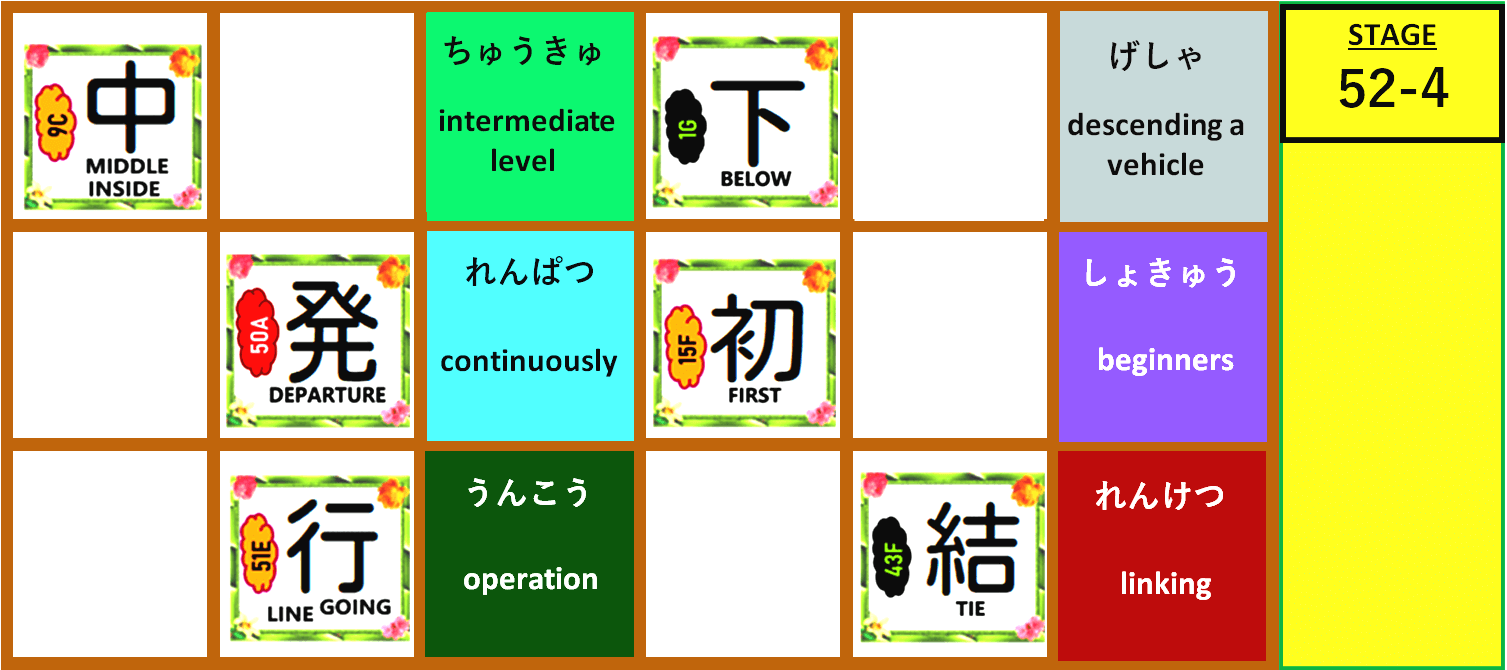 9C
中
MIDDLE
INSIDE
ちゅうきゅ
intermediate
level
1G
下
BELOW
げしゃ
descending a
vehicle
STAGE
52-4
50A
発
DEPARTURE
れんぱつ
continuously
15F
初
FIRST
しょきゅう
beginners
51E
行
LINE GOING
うんこう
operation
43F
結
TIE
れんけつ
linking